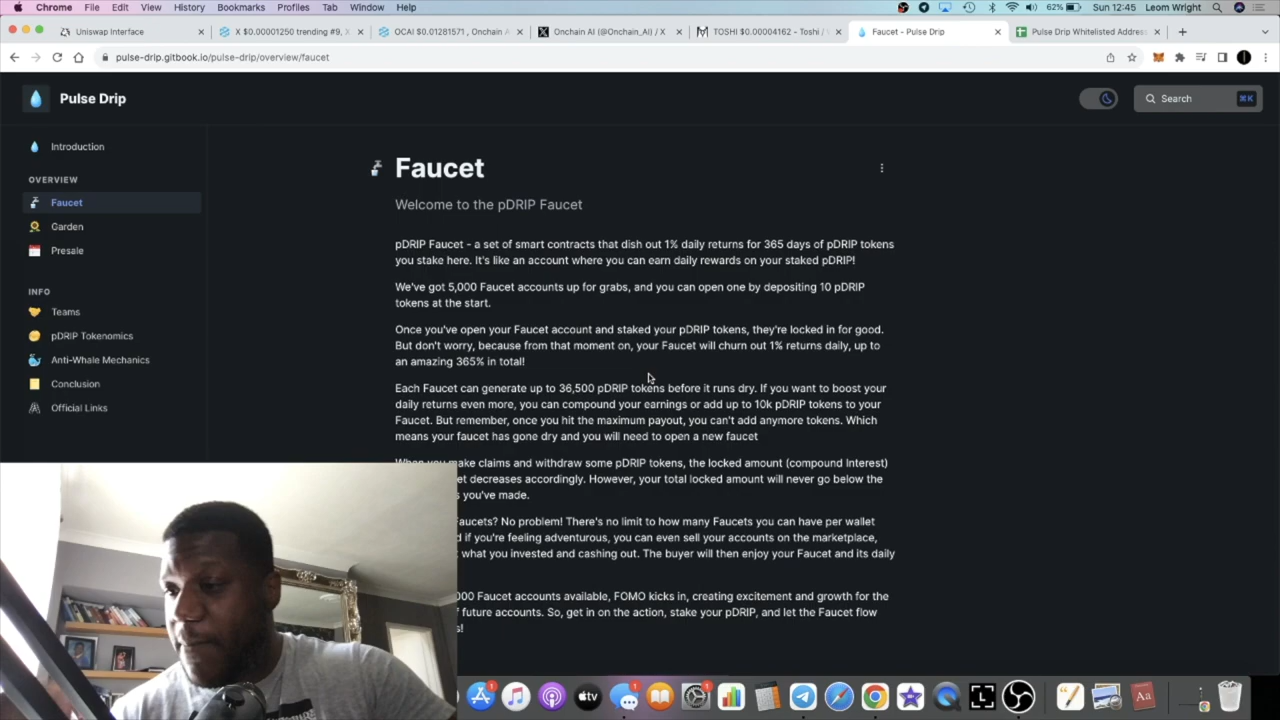 Chrome File Edit View History Bookmarks Profiles Tab Window Help 62% Sun 12:45 Leom Wright
Uniswap Interface X $0.00001250 trending #9, X OCAI $0.01281571 , Onchain A Onchain AI (@Onchain_AI) / X TOSHI $0.00004162 - Toshi / Faucet - Pulse Drip Pulse Drip Whitelisted Addres
pulse-drip.gitbook.io/pulse-drip/overview/faucet
Pulse Drip
Search ⌘K
Introduction
OVERVIEW
Faucet
Garden
Presale
INFO
Teams
pDRIP Tokenomics
Anti-Whale Mechanics
Conclusion
Official Links
Faucet
Welcome to the pDRIP Faucet
pDRIP Faucet - a set of smart contracts that dish out 1% daily returns for 365 days of pDRIP tokens
you stake here. It's like an account where you can earn daily rewards on your staked pDRIP!
We've got 5,000 Faucet accounts up for grabs, and you can open one by depositing 10 pDRIP
tokens at the start.
Once you've open your Faucet account and staked your pDRIP tokens, they're locked in for good.
But don't worry, because from that moment on, your Faucet will churn out 1% returns daily, up to
an amazing 365% in total!
Each Faucet can generate up to 36,500 pDRIP tokens before it runs dry. If you want to boost your
daily returns even more, you can compound your earnings or add up to 10k pDRIP tokens to your
Faucet. But remember, once you hit the maximum payout, you can't add anymore tokens. Which
means your faucet has gone dry and you will need to open a new faucet
When you make claims and withdraw some pDRIP tokens, the locked amount (compound Interest)
decreases accordingly. However, your total locked amount will never go below the
you've made.
Faucets? No problem! There's no limit to how many Faucets you can have per wallet
if you're feeling adventurous, you can even sell your accounts on the marketplace,
what you invested and cashing out. The buyer will then enjoy your Faucet and its daily
Faucet accounts available, FOMO kicks in, creating excitement and growth for the
future accounts. So, get in on the action, stake your pDRIP, and let the Faucet flow